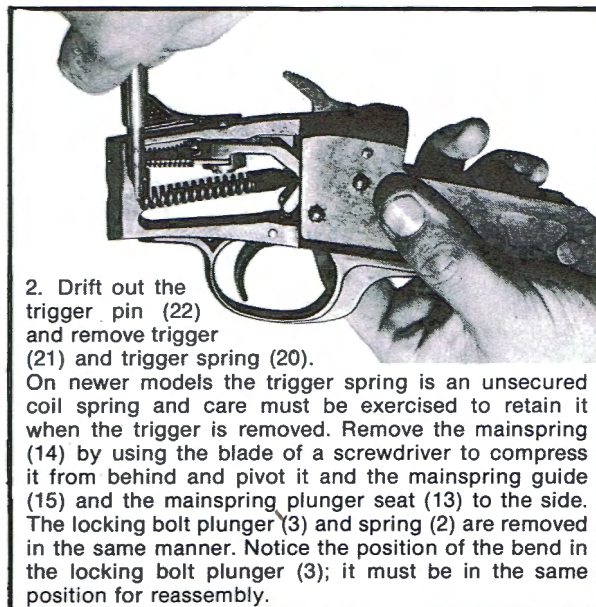 2. Drift out the
trigger pin (22)
and remove trigger
(21) and trigger spring (20).
On newer models the trigger spring is an unsecured
coil spring and care must be exercised to retain it
when the trigger is removed. Remove the mainspring
(14) by using the blade of a screwdriver to compress
it from behind and pivot it and the mainspring guide
(15) and the mainspring plunger seat (13) to the side.
The locking bolt plunger (3) and spring (2) are removed
in the same manner. Notice the position of the bend in
the locking bolt plunger (3); it must be in the same
position for reassembly.